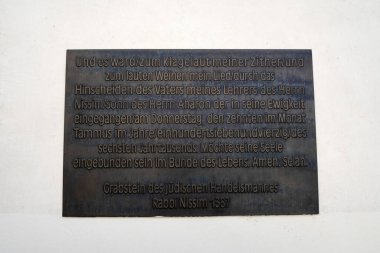 Und es ward zum Klagelaut meiner Zither, und
zum lauten Weinen mein Lied durch das
Hinscheiden des Vaters meines Lehrers des Herrn
Nissim, Sohn des Herrn Aharon der in seine Ewigkeit
eingegangen am Donnerstag, den zehnten im Monat
Tammus im Jahre einhundertsiebenundvierzig des
sechsten Jahrtausends. Möchte seine Seele
eingebunden sein im Bunde des Lebens. Amen, Selah.
Grabstein des jüdischen Handelsmannes
Rabbi Nissim 1387